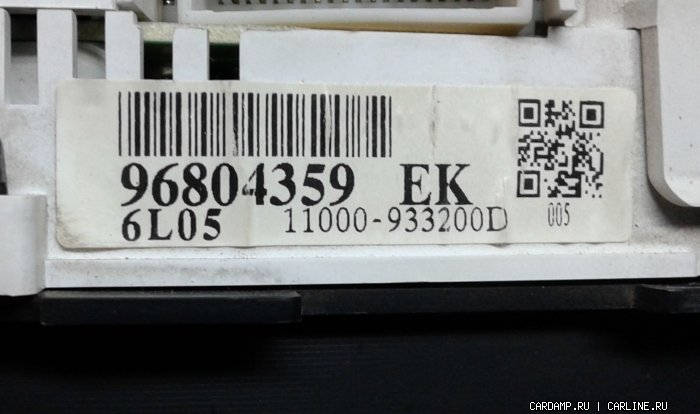 96804359 EK
6L05 11000-933200D 005
CARDAMP.RU | CARLINE.RU